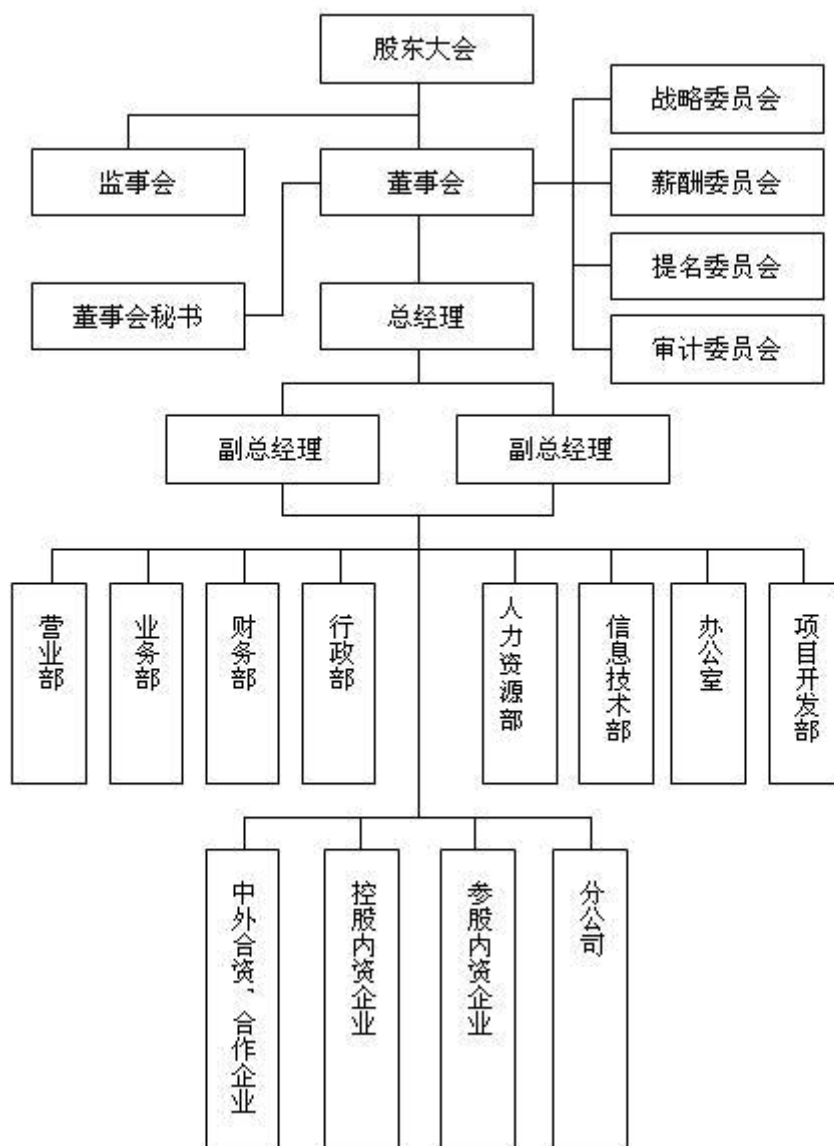 股东大会
战略委员会
监事会
董事会
薪酬委员会
提名委员会
董事会秘书
总经理
审计委员会
副总经理
副总经理
营业部
业务部
财务部
行政部
人力资源部
信息技术部
办公室
项目开发部
中外合资、合作企业
控股内资企业
参股内资企业
分公司